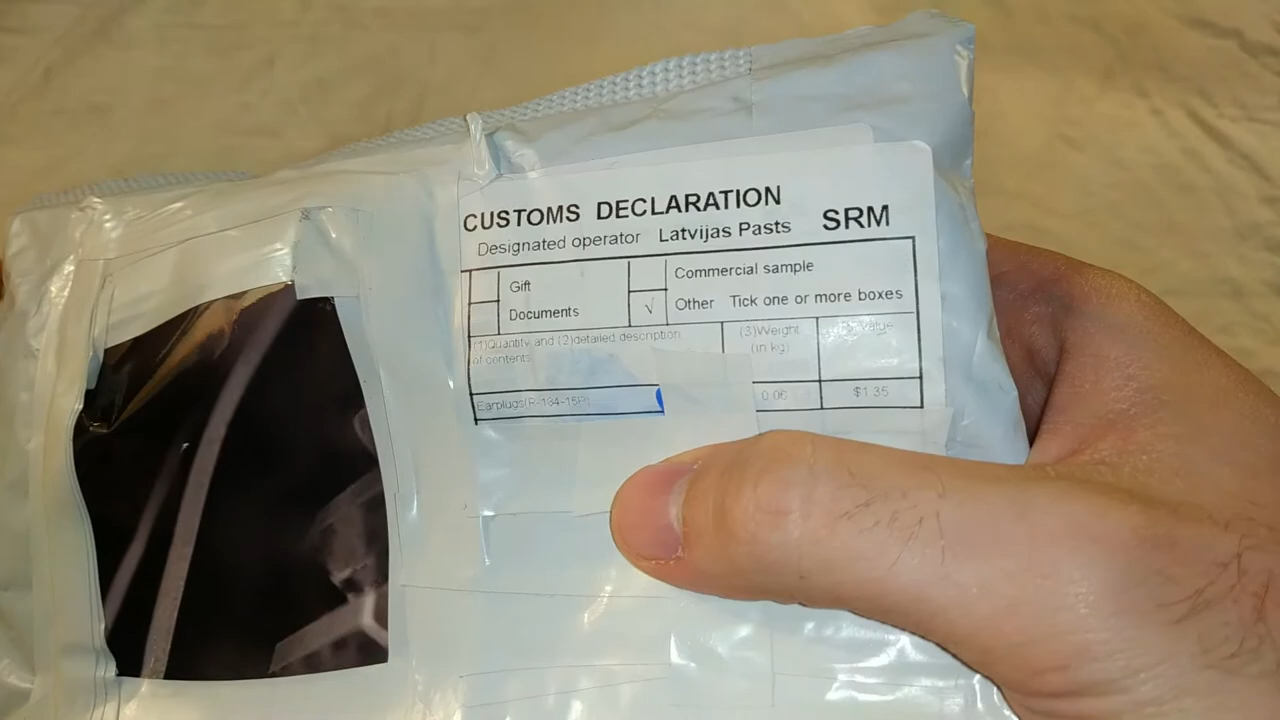 CUSTOMS DECLARATION
Designated operator Latvijas Pasts SRM
Gift
Commercial sample
Documents
√ Other Tick one or more boxes
(1)Quantity and (2)detailed description
of contents
(3)Weight
(in kg)
Value
Earplugs(R-134-15P)
0.06
$1.35